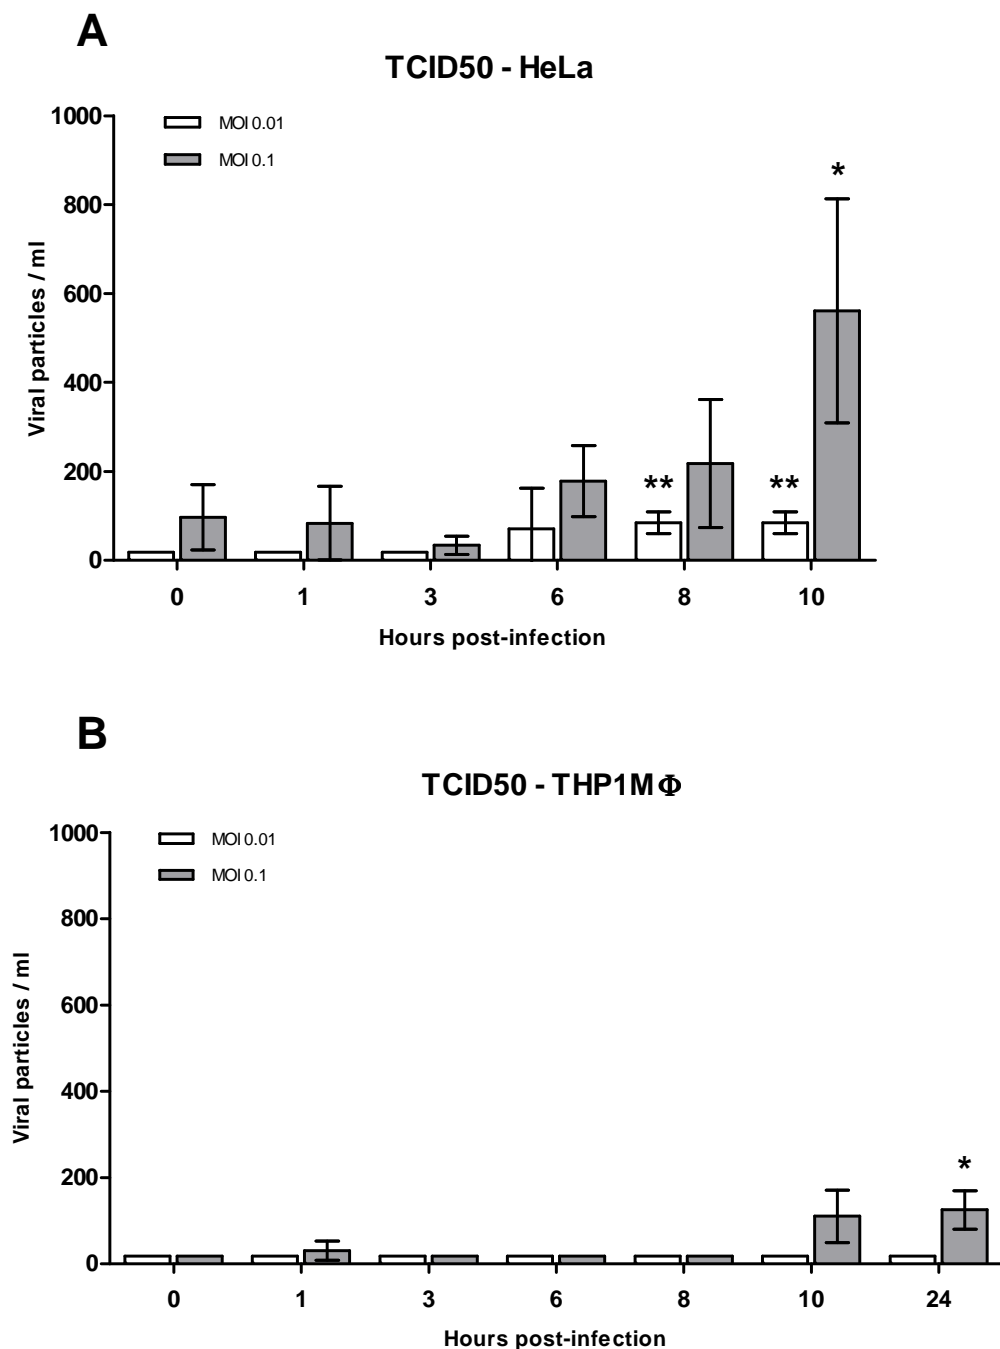 A
TCID50 - HeLa
1000
800
600
400
200
0
Viral particles / ml
MOI 0.01
MOI 0.1
*
** **
0 1 3 6 8 10
Hours post-infection
B
TCID50 - THP1MΦ
1000
800
600
400
200
0
Viral particles / ml
MOI 0.01
MOI 0.1
*
0 1 3 6 8 10 24
Hours post-infection